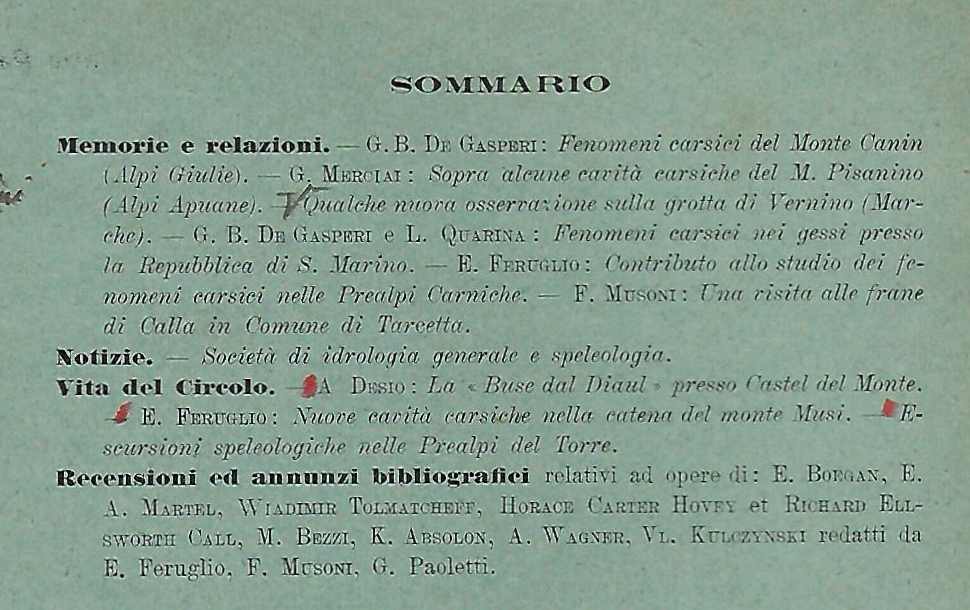 SOMMARIO
Memorie e relazioni. — G. B. DE GASPERI: Fenomeni carsici del Monte Canin
(Alpi Giulie). — G. MERCIAI: Sopra alcune cavità carsiche del M. Pisanino
(Alpi Apuane). — Qualche nuova osservazione sulla grotta di Vernino (Mar-
che). — G. B. DE GASPERI e L. QUARINA: Fenomeni carsici nei gessi presso
la Repubblica di S. Marino. — E. FERUGLIO: Contributo allo studio dei fe-
nomeni carsici nelle Prealpi Carniche. — F. MUSONI: Una visita alle frane
di Calla in Comune di Tarcetta.
Notizie. — Società di idrologia generale e speleologia.
Vita del Circolo. — A DESIO: La « Buse dal Diaul » presso Castel del Monte.
— E. FERUGLIO: Nuove cavità carsiche nella catena del monte Musi. — E-
scursioni speleologiche nelle Prealpi del Torre.
Recensioni ed annunzi bibliografici relativi ad opere di: E. BOEGAN, E.
A. MARTEL, WIADIMIR TOLMATCHEFF, HORACE CARTER HOVEY et RICHARD ELL-
SWORTH CALL, M. BEZZI, K. ABSOLON, A. WAGNER, VL. KULCZYNSKI redatti da
E. Feruglio, F. MUSONI, G. Paoletti.